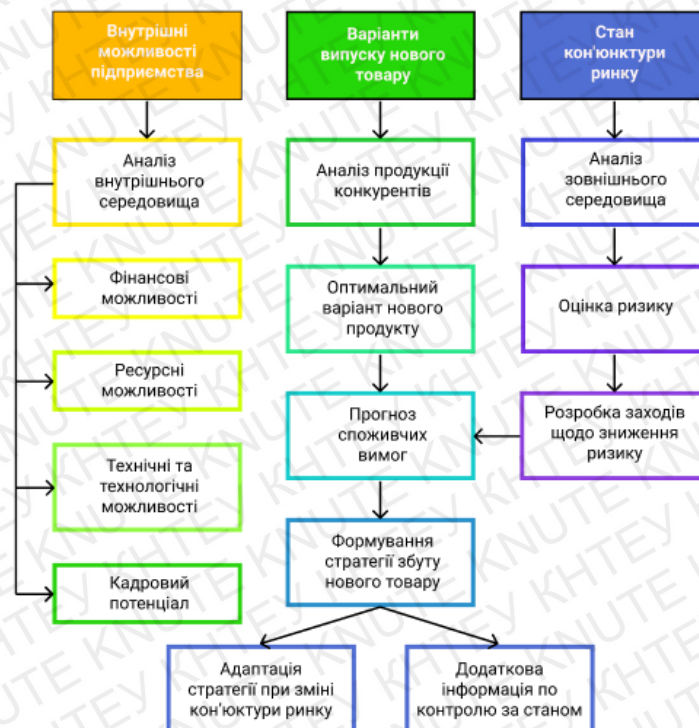 Внутрішні
можливості
підприємства
Варіанти
випуску нового
товару
Стан
кон'юнктури
ринку
Аналіз
внутрішнього
середовища
Аналіз продукції
конкурентів
Аналіз
зовнішнього
середовища
Фінансові
можливості
Оптимальний
варіант нового
продукту
Оцінка ризику
Ресурсні
можливості
Прогноз
споживчих
вимог
Розробка заходів
щодо зниження
ризику
Технічні та
технологічні
можливості
Формування
стратегії збуту
нового товару
Кадровий
потенціал
Адаптація
стратегії при зміні
кон'юктури ринку
Додаткова
інформація по
контролю за станом
KNUTE КНТЕУ